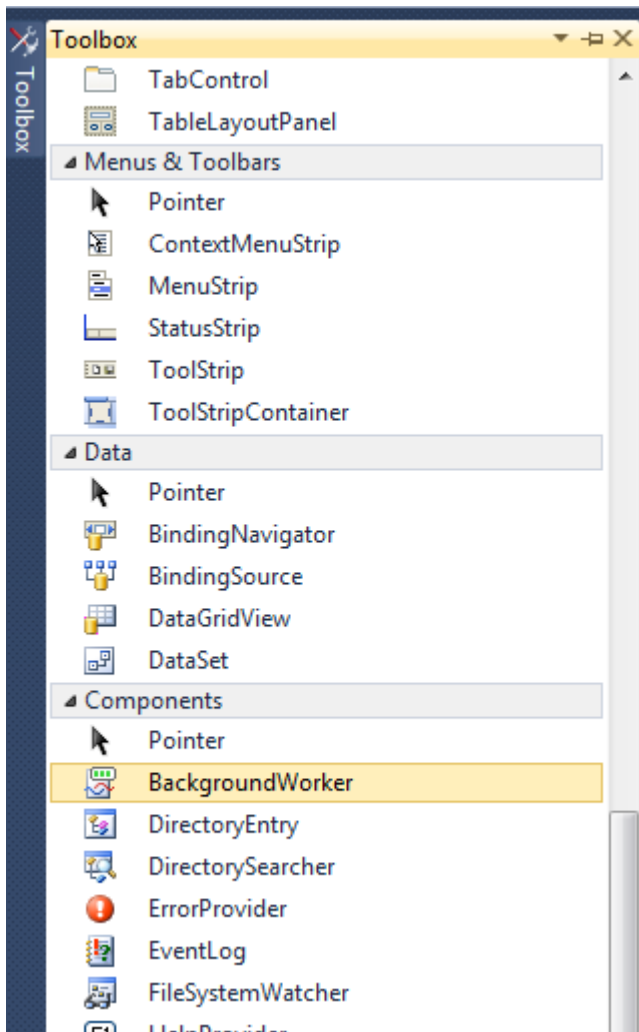 Toolbox
Toolbox
TabControl
TableLayoutPanel
Menus & Toolbars
Pointer
ContextMenuStrip
MenuStrip
StatusStrip
ToolStrip
ToolStripContainer
Data
Pointer
BindingNavigator
BindingSource
DataGridView
DataSet
Components
Pointer
BackgroundWorker
DirectoryEntry
DirectorySearcher
ErrorProvider
EventLog
FileSystemWatcher
HelpProvider